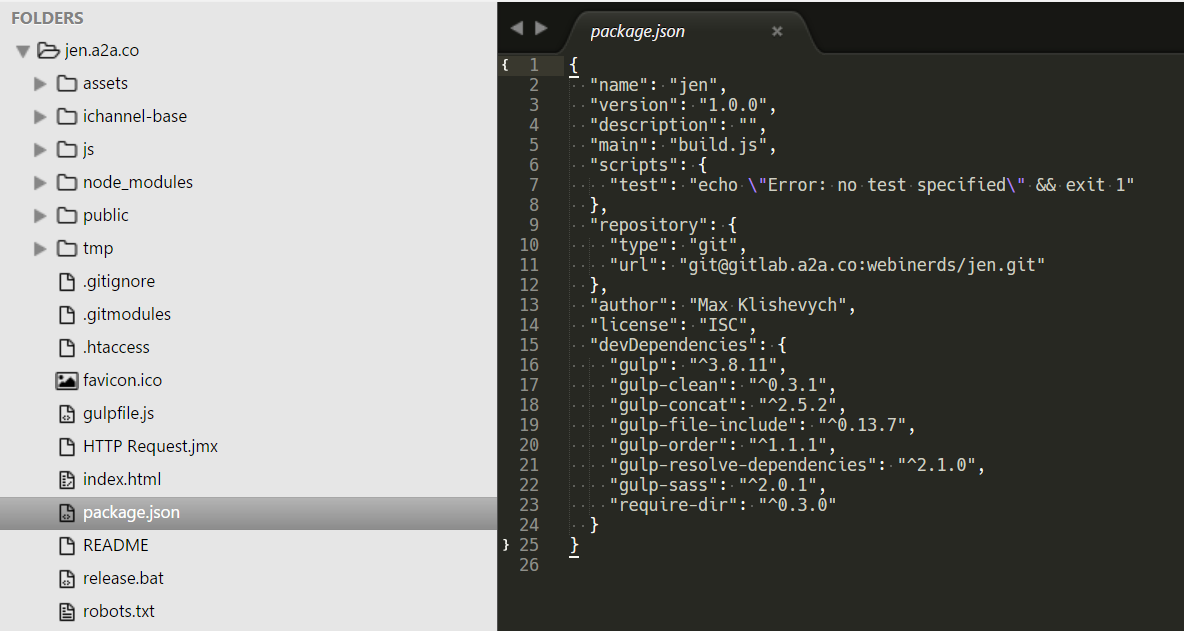 FOLDERS
jen.a2a.co
assets
ichannel-base
js
node_modules
public
tmp
.gitignore
.gitmodules
.htaccess
favicon.ico
gulpfile.js
HTTP Request.jmx
index.html
package.json
README
release.bat
robots.txt
package.json ×
{ 1 {
2 "name": "jen",
3 "version": "1.0.0",
4 "description": "",
5 "main": "build.js",
6 "scripts": {
7 "test": "echo \"Error: no test specified\" && exit 1"
8 },
9 "repository": {
10 "type": "git",
11 "url": "git@gitlab.a2a.co:webinerds/jen.git"
12 },
13 "author": "Max Klishevych",
14 "license": "ISC",
15 "devDependencies": {
16 "gulp": "^3.8.11",
17 "gulp-clean": "^0.3.1",
18 "gulp-concat": "^2.5.2",
19 "gulp-file-include": "^0.13.7",
20 "gulp-order": "^1.1.1",
21 "gulp-resolve-dependencies": "^2.1.0",
22 "gulp-sass": "^2.0.1",
23 "require-dir": "^0.3.0"
24 }
} 25 }
26